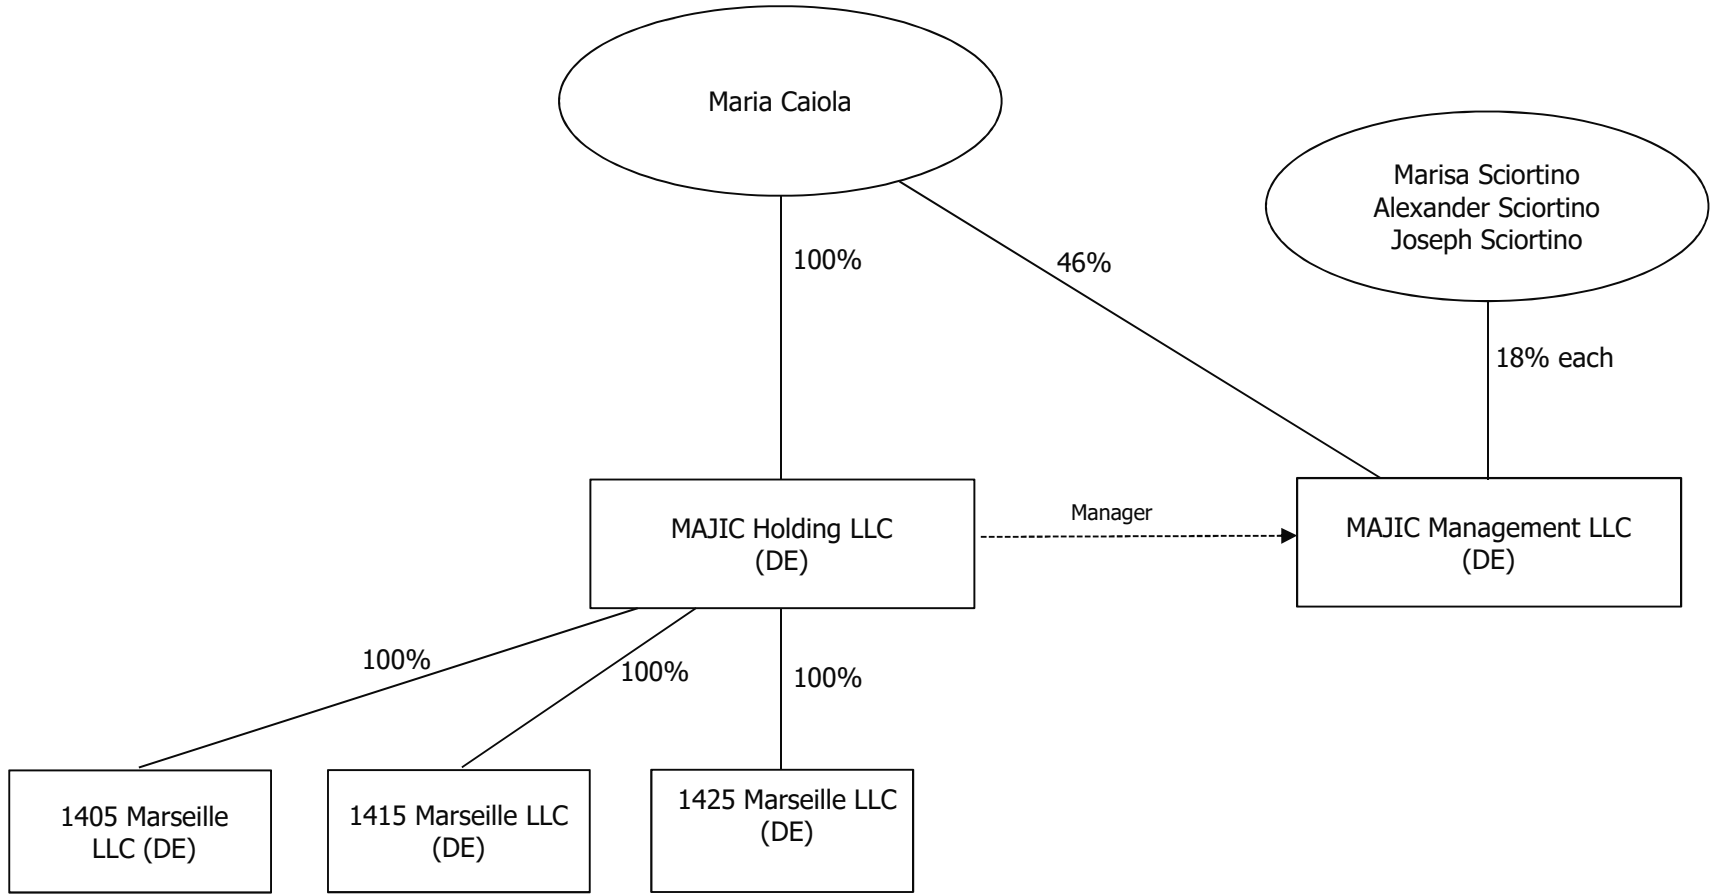 Maria Caiola
Marisa Sciortino
Alexander Sciortino
Joseph Sciortino
100%
46%
18% each
MAJIC Holding LLC
(DE)
Manager
MAJIC Management LLC
(DE)
100%
100%
100%
1405 Marseille
LLC (DE)
1415 Marseille LLC
(DE)
1425 Marseille LLC
(DE)